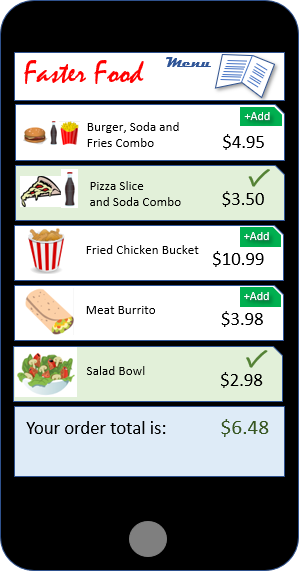 Faster Food
Menu
Burger, Soda and
Fries Combo
+Add
$4.95
Pizza Slice
and Soda Combo
$3.50
Fried Chicken Bucket
+Add
$10.99
Meat Burrito
+Add
$3.98
Salad Bowl
$2.98
Your order total is: $6.48